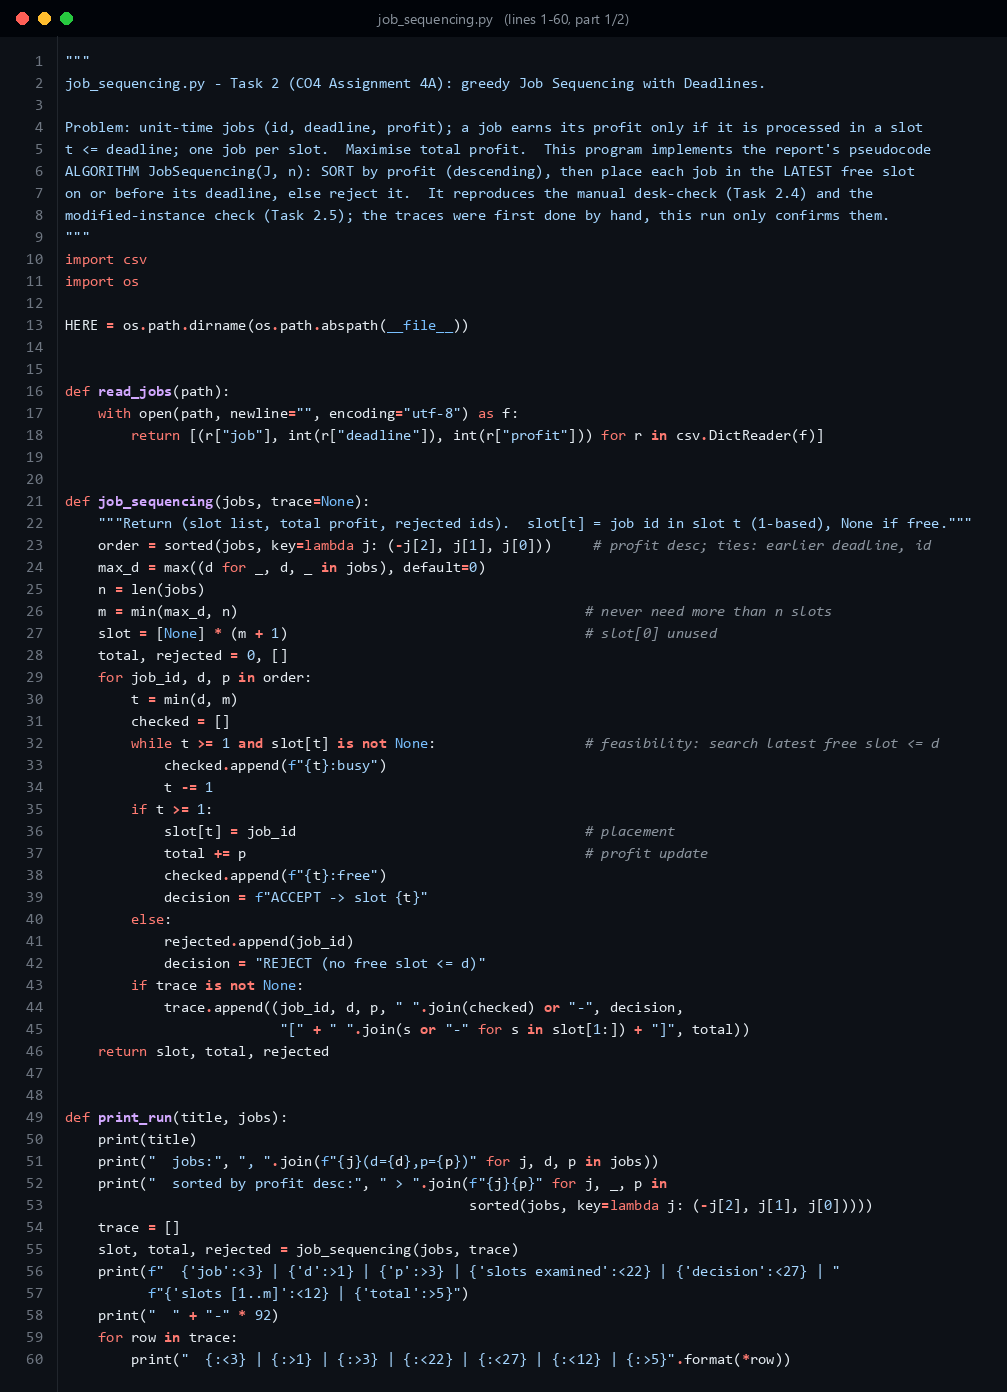 job_sequencing.py   (lines 1-60, part 1/2)
1 """
2 job_sequencing.py - Task 2 (CO4 Assignment 4A): greedy Job Sequencing with Deadlines.
3
4 Problem: unit-time jobs (id, deadline, profit); a job earns its profit only if it is processed in a slot
5 t <= deadline; one job per slot.  Maximise total profit.  This program implements the report's pseudocode
6 ALGORITHM JobSequencing(J, n): SORT by profit (descending), then place each job in the LATEST free slot
7 on or before its deadline, else reject it.  It reproduces the manual desk-check (Task 2.4) and the
8 modified-instance check (Task 2.5); the traces were first done by hand, this run only confirms them.
9 """
10 import csv
11 import os
12
13 HERE = os.path.dirname(os.path.abspath(__file__))
14
15
16 def read_jobs(path):
17     with open(path, newline="", encoding="utf-8") as f:
18         return [(r["job"], int(r["deadline"]), int(r["profit"])) for r in csv.DictReader(f)]
19
20
21 def job_sequencing(jobs, trace=None):
22     """Return (slot list, total profit, rejected ids).  slot[t] = job id in slot t (1-based), None if free."""
23     order = sorted(jobs, key=lambda j: (-j[2], j[1], j[0]))     # profit desc; ties: earlier deadline, id
24     max_d = max((d for _, d, _ in jobs), default=0)
25     n = len(jobs)
26     m = min(max_d, n)                                          # never need more than n slots
27     slot = [None] * (m + 1)                                    # slot[0] unused
28     total, rejected = 0, []
29     for job_id, d, p in order:
30         t = min(d, m)
31         checked = []
32         while t >= 1 and slot[t] is not None:                  # feasibility: search latest free slot <= d
33             checked.append(f"{t}:busy")
34             t -= 1
35         if t >= 1:
36             slot[t] = job_id                                   # placement
37             total += p                                         # profit update
38             checked.append(f"{t}:free")
39             decision = f"ACCEPT -> slot {t}"
40         else:
41             rejected.append(job_id)
42             decision = "REJECT (no free slot <= d)"
43         if trace is not None:
44             trace.append((job_id, d, p, " ".join(checked) or "-", decision,
45                           "[" + " ".join(s or "-" for s in slot[1:]) + "]", total))
46     return slot, total, rejected
47
48
49 def print_run(title, jobs):
50     print(title)
51     print("  jobs:", ", ".join(f"{j}(d={d},p={p})" for j, d, p in jobs))
52     print("  sorted by profit desc:", " > ".join(f"{j}{p}" for j, _, p in
53                                                  sorted(jobs, key=lambda j: (-j[2], j[1], j[0]))))
54     trace = []
55     slot, total, rejected = job_sequencing(jobs, trace)
56     print(f"  {'job':<3} | {'d':>1} | {'p':>3} | {'slots examined':<22} | {'decision':<27} | "
57           f"{'slots [1..m]':<12} | {'total':>5}")
58     print("  " + "-" * 92)
59     for row in trace:
60         print("  {:<3} | {:>1} | {:>3} | {:<22} | {:<27} | {:<12} | {:>5}".format(*row))